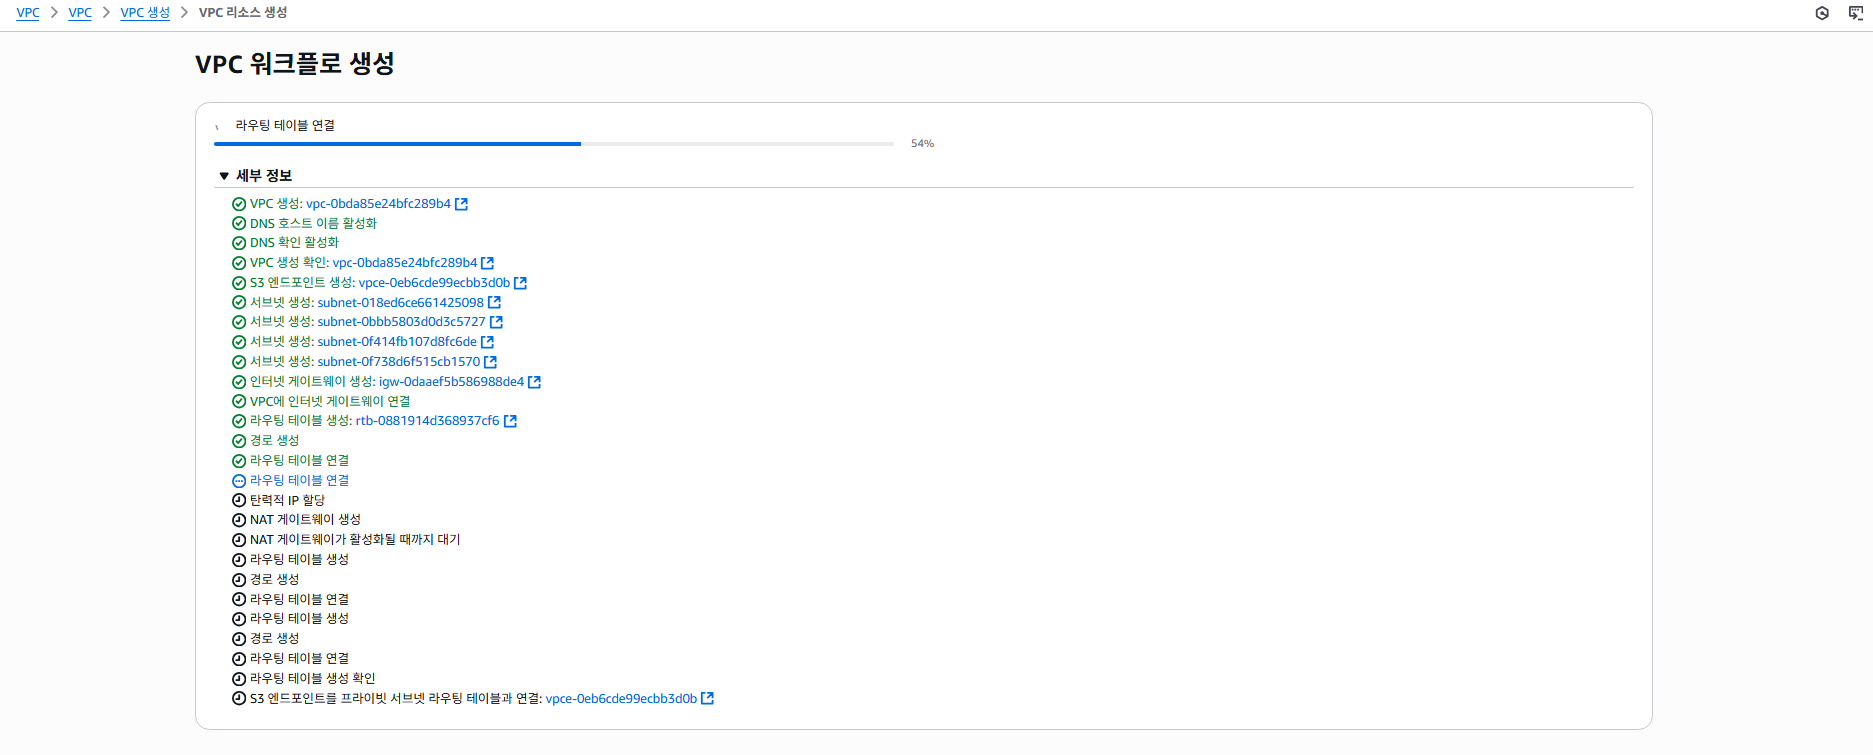 VPC > VPC > VPC 생성 > VPC 리소스 생성
VPC 워크플로 생성
라우팅 테이블 연결
54%
▼ 세부 정보
VPC 생성: vpc-0bda85e24bfc289b4
DNS 호스트 이름 활성화
DNS 확인 활성화
VPC 생성 확인: vpc-0bda85e24bfc289b4
S3 엔드포인트 생성: vpce-0eb6cde99ecbb3d0b
서브넷 생성: subnet-018ed6ce661425098
서브넷 생성: subnet-0bbb5803d0d3c5727
서브넷 생성: subnet-0f414fb107d8fc6de
서브넷 생성: subnet-0f738d6f515cb1570
인터넷 게이트웨이 생성: igw-0daaef5b586988de4
VPC에 인터넷 게이트웨이 연결
라우팅 테이블 생성: rtb-0881914d368937cf6
경로 생성
라우팅 테이블 연결
라우팅 테이블 연결
탄력적 IP 할당
NAT 게이트웨이 생성
NAT 게이트웨이가 활성화될 때까지 대기
라우팅 테이블 생성
경로 생성
라우팅 테이블 연결
라우팅 테이블 생성
경로 생성
라우팅 테이블 연결
라우팅 테이블 생성 확인
S3 엔드포인트를 프라이빗 서브넷 라우팅 테이블과 연결: vpce-0eb6cde99ecbb3d0b